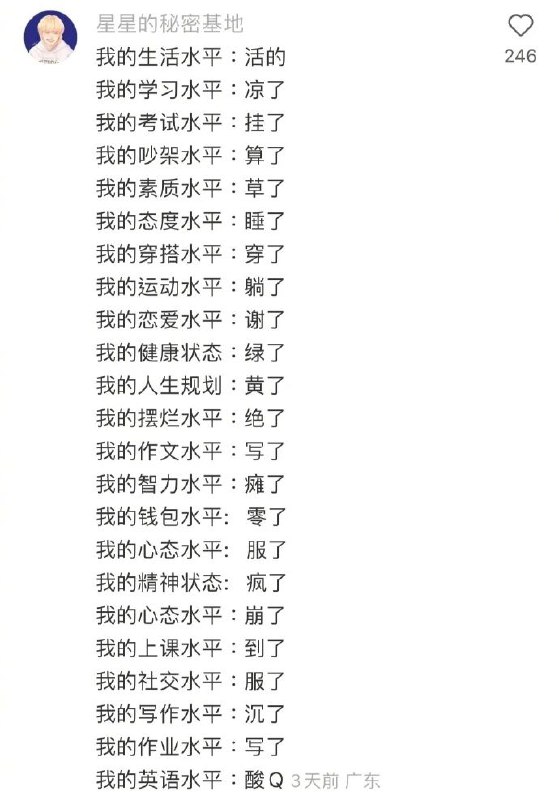 星星的秘密基地
我的生活水平：活的
246
我的学习水平：凉了
我的考试水平：挂了
我的吵架水平：算了
我的素质水平：草了
我的态度水平：睡了
我的穿搭水平：穿了
我的运动水平：躺了
我的恋爱水平：谢了
我的健康状态：绿了
我的人生规划：黄了
我的摆烂水平：绝了
我的作文水平：写了
我的智力水平：瘫了
我的钱包水平: 零了
我的心态水平: 服了
我的精神状态: 疯了
我的心态水平：崩了
我的上课水平：到了
我的社交水平：服了
我的写作水平：沉了
我的作业水平：写了
我的英语水平：酸Q 3天前 广东